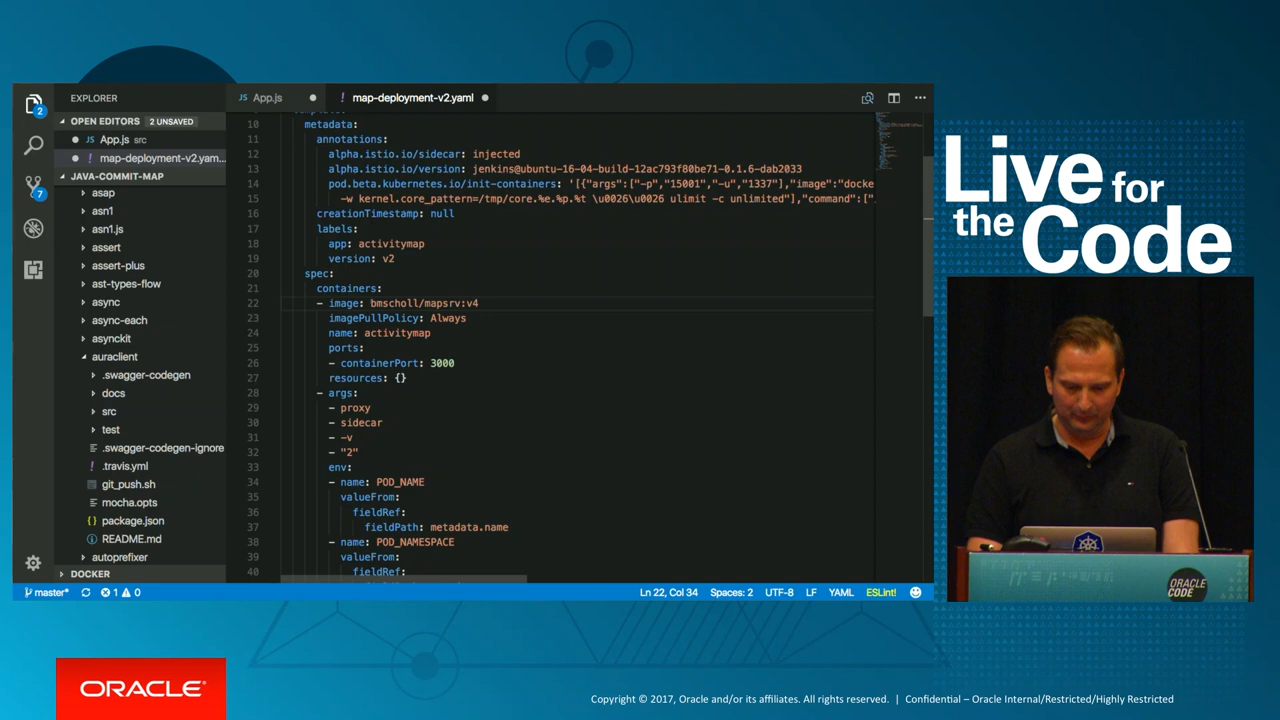 EXPLORER
OPEN EDITORS 2 UNSAVED
App.js src
map-deployment-v2.yam...
JAVA-COMMIT-MAP
asap
asn1
asn1.js
assert
assert-plus
ast-types-flow
async
async-each
asynckit
auraclient
.swagger-codegen
docs
src
test
.swagger-codegen-ignore
.travis.yml
git_push.sh
mocha.opts
package.json
README.md
autoprefixer
DOCKER
2
7
JS App.js
! map-deployment-v2.yaml
10 metadata:
11 annotations:
12 alpha.istio.io/sidecar: injected
13 alpha.istio.io/version: jenkins@ubuntu-16-04-build-12ac793f80be71-0.1.6-dab2033
14 pod.beta.kubernetes.io/init-containers: '[{"args":["-p","15001","-u","1337"],"image":"docke
15 -w kernel.core_pattern=/tmp/core.%e.%p.%t \u0026\u0026 ulimit -c unlimited"],"command":["
16 creationTimestamp: null
17 labels:
18 app: activitymap
19 version: v2
20 spec:
21 containers:
22 - image: bmscholl/mapsrv:v4
23 imagePullPolicy: Always
24 name: activitymap
25 ports:
26 - containerPort: 3000
27 resources: {}
28 - args:
29 - proxy
30 - sidecar
31 - -v
32 - "2"
33 env:
34 - name: POD_NAME
35 valueFrom:
36 fieldRef:
37 fieldPath: metadata.name
38 - name: POD_NAMESPACE
39 valueFrom:
40 fieldRef:
master* 1 0
Ln 22, Col 34 Spaces: 2 UTF-8 LF YAML ESLint!
Live for
the Code
ORACLE
CODE
ORACLE®
Copyright © 2017, Oracle and/or its affiliates. All rights reserved. | Confidential – Oracle Internal/Restricted/Highly Restricted